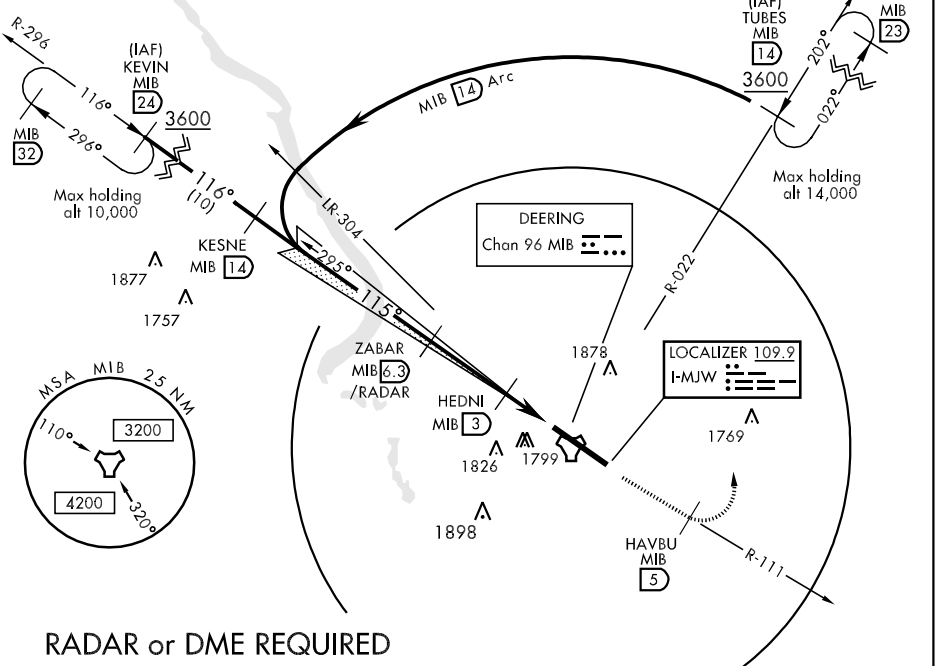 R-296
(IAF)
KEVIN
MIB
24
3600
116°
296°
MIB
32
Max holding
alt 10,000
116°
(10)
KESNE
MIB 14
1877
1757
MIB 14 Arc
(IAF)
TUBES
MIB
14
3600
202°
022°
MIB
23
Max holding
alt 14,000
R-022
LR-304
295°
115°
DEERING
Chan 96 MIB
ZABAR
MIB 6.3
/RADAR
HEDNI
MIB 3
1878
LOCALIZER 109.9
I-MJW
1769
1826
1799
1898
HAVBU
MIB
5
R-111
MSA MIB 25 NM
110°
3200
4200
320°
RADAR or DME REQUIRED